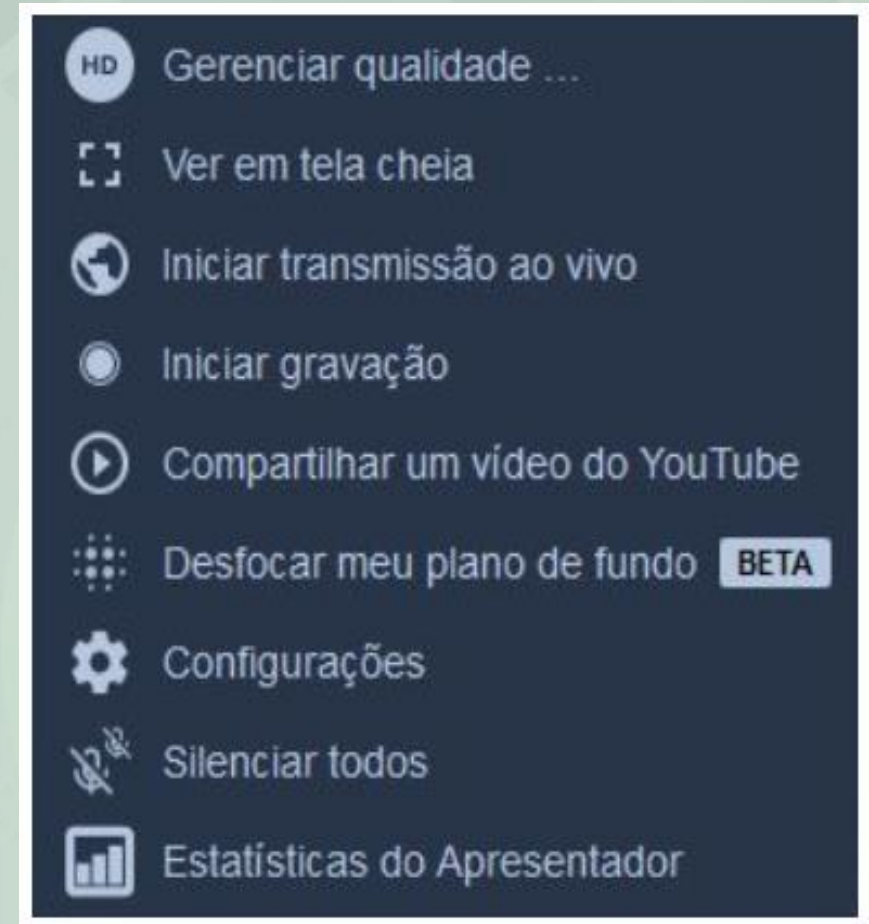 HD Gerenciar qualidade ...
Ver em tela cheia
Iniciar transmissão ao vivo
Iniciar gravação
Compartilhar um vídeo do YouTube
Desfocar meu plano de fundo BETA
Configurações
Silenciar todos
Estatísticas do Apresentador